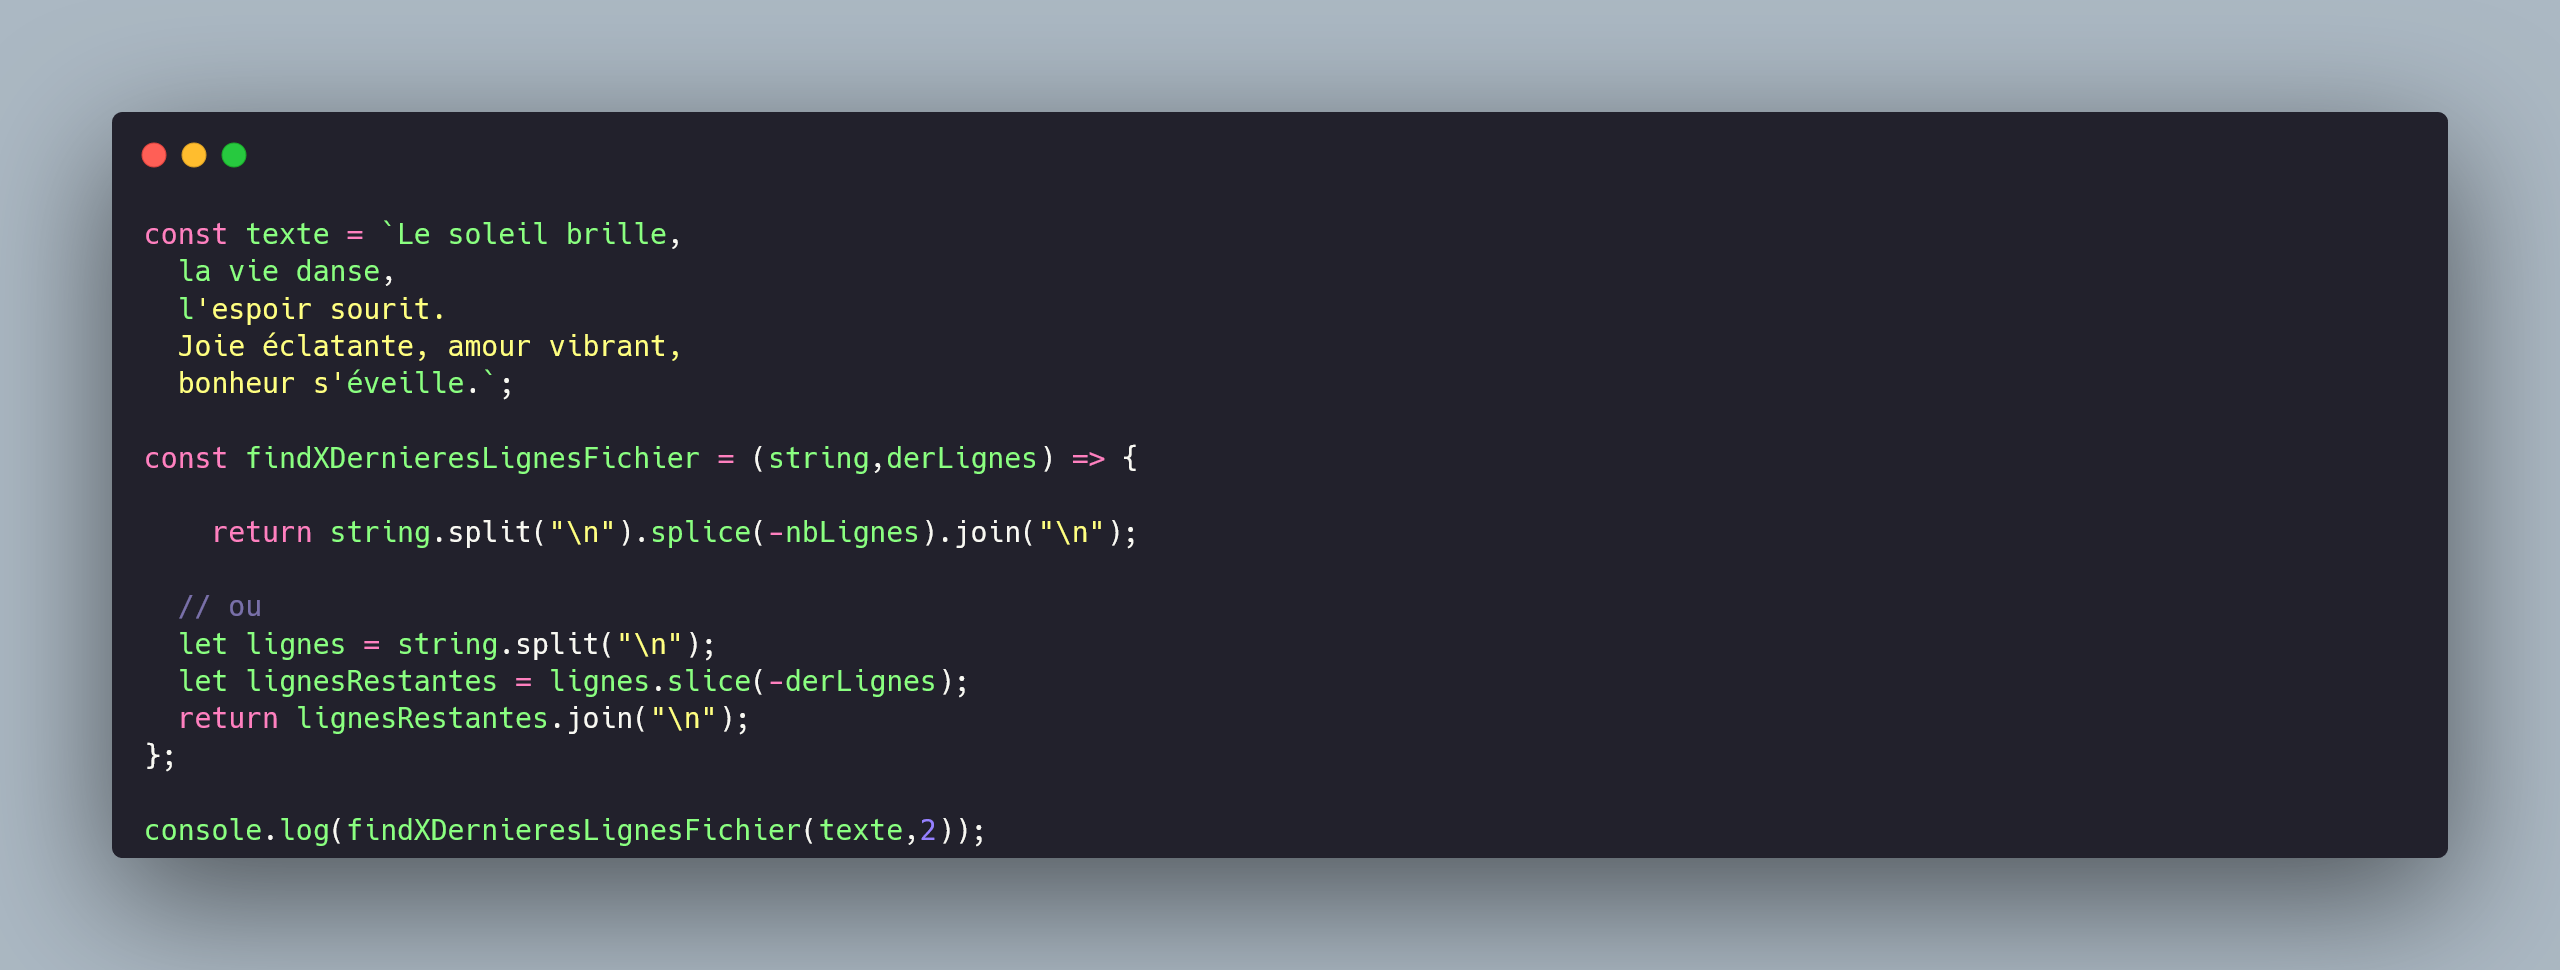 const texte = `Le soleil brille,
  la vie danse,
  l'espoir sourit.
  Joie éclatante, amour vibrant,
  bonheur s'éveille.`;

const findXDernieresLignesFichier = (string,derLignes) => {

    return string.split("\n").splice(-nbLignes).join("\n");

  // ou
  let lignes = string.split("\n");
  let lignesRestantes = lignes.slice(-derLignes);
  return lignesRestantes.join("\n");
};

console.log(findXDernieresLignesFichier(texte,2));